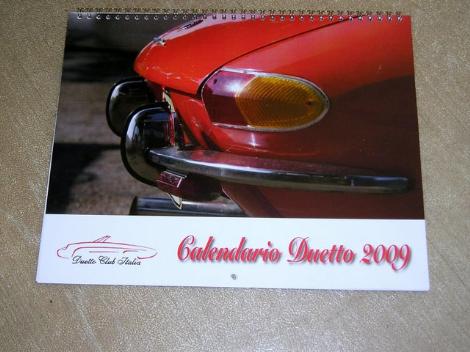 Duetto Club Italia
Calendario Duetto 2009